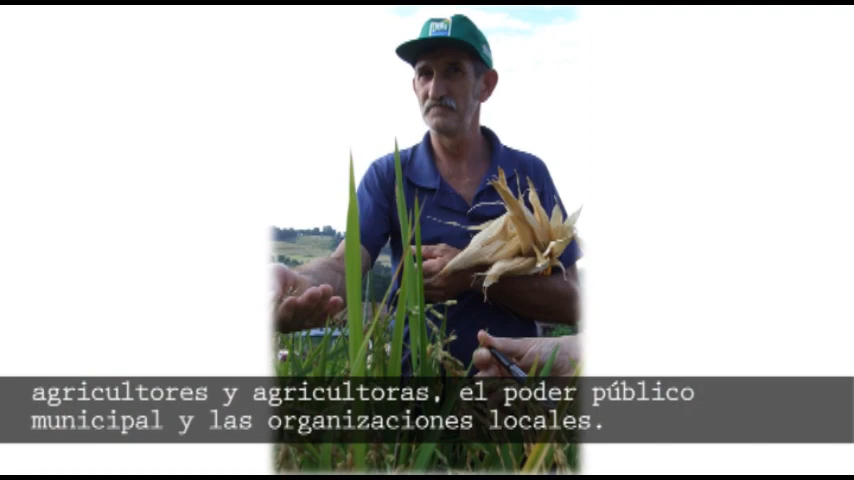 agricultores y agricultoras, el poder público
municipal y las organizaciones locales.